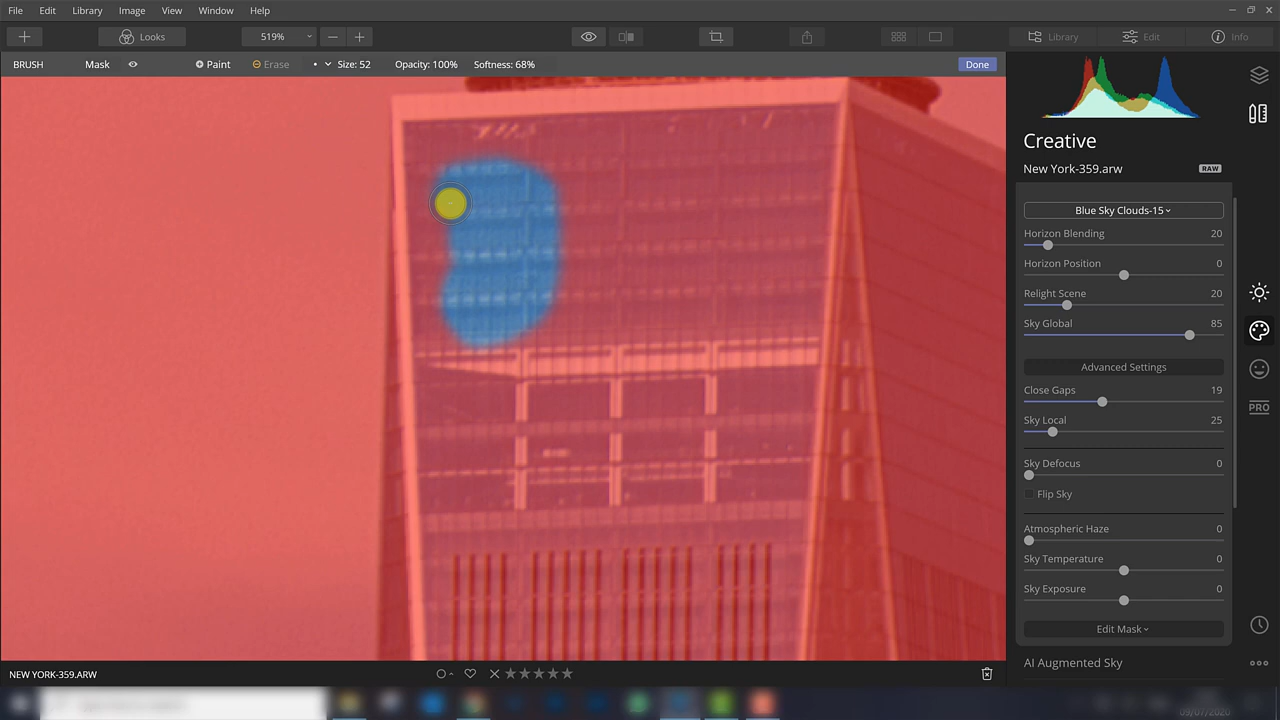 File Edit Library Image View Window Help
Looks 519% Library Edit Info
BRUSH Mask Paint Erase Size: 52 Opacity: 100% Softness: 68% Done
Creative
New York-359.arw RAW
Blue Sky Clouds-15
Horizon Blending 20
Horizon Position 0
Relight Scene 20
Sky Global 85
Advanced Settings
Close Gaps 19
Sky Local 25
Sky Defocus 0
Flip Sky
Atmospheric Haze 0
Sky Temperature 0
Sky Exposure 0
Edit Mask
AI Augmented Sky
PRO
NEW YORK-359.ARW
09/07/2020